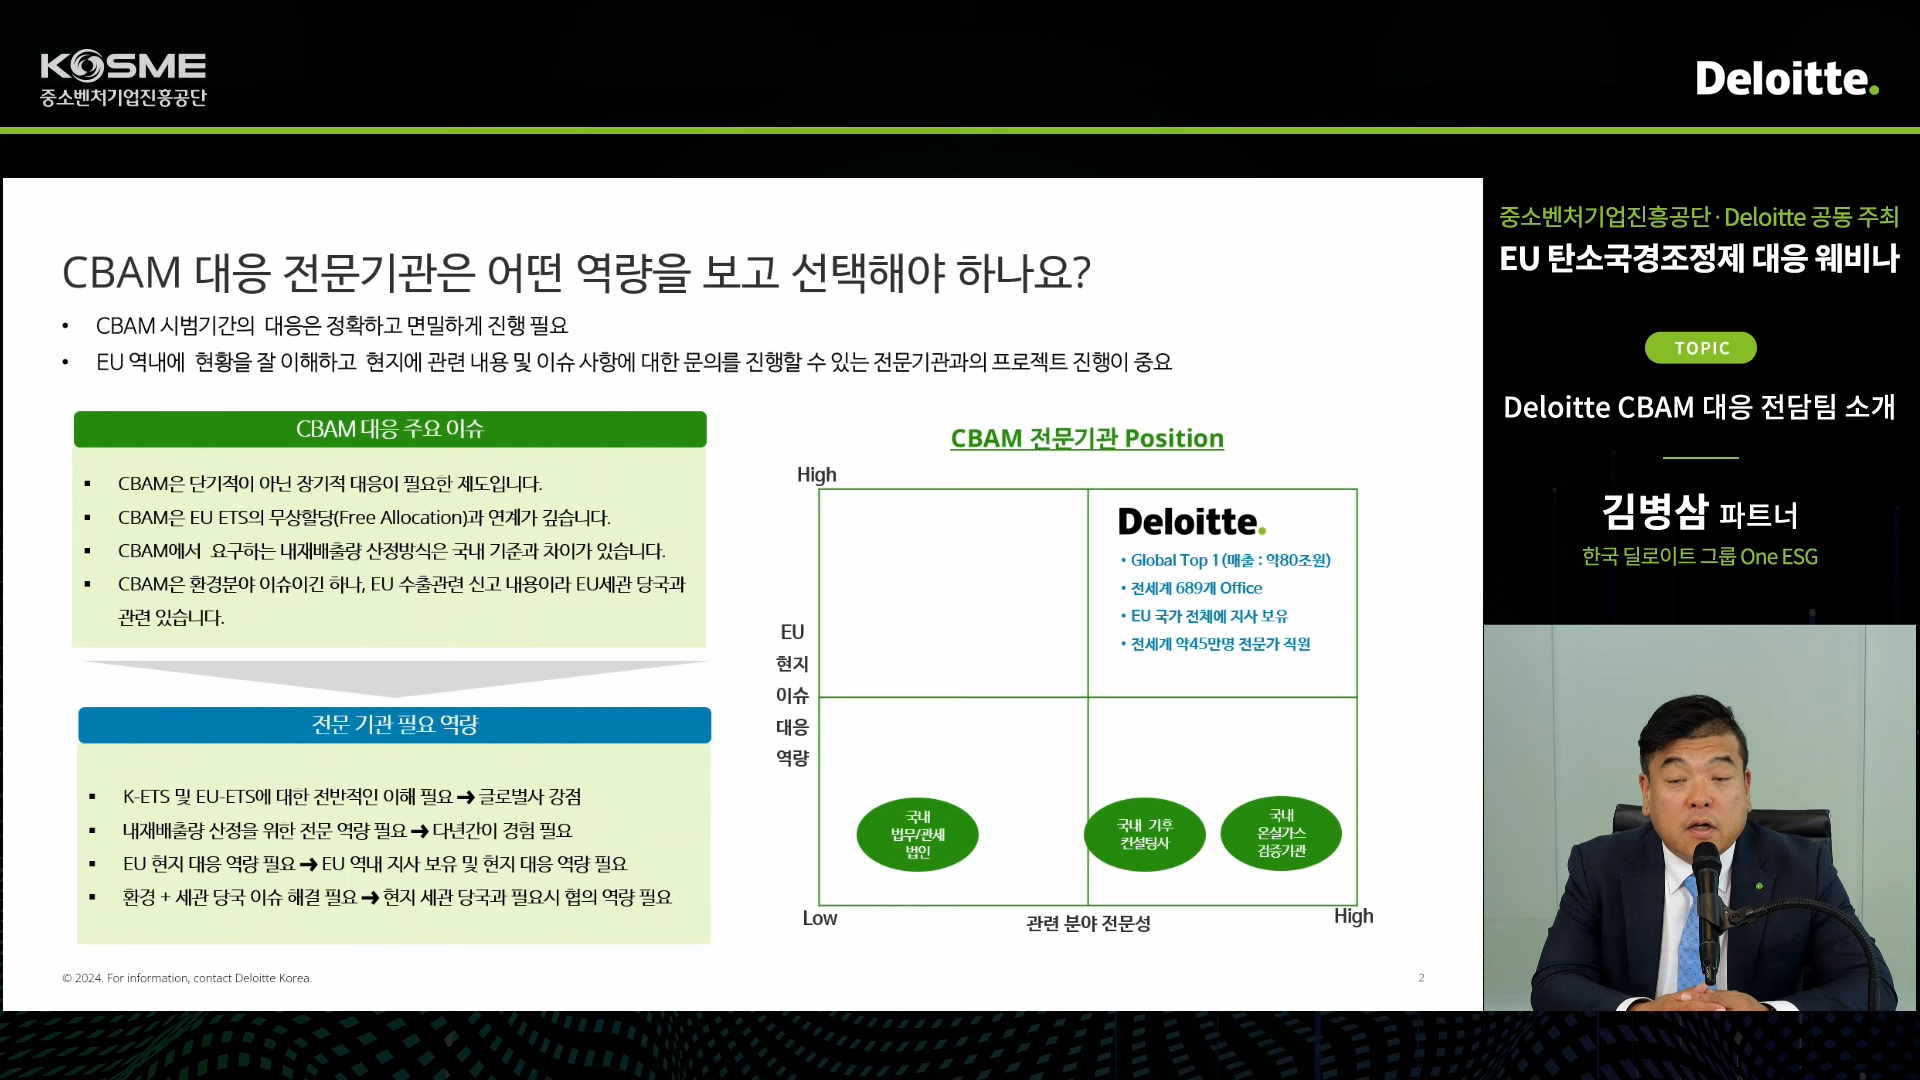 KOSME
중소벤처기업진흥공단
Deloitte.
CBAM 대응 전문기관은 어떤 역량을 보고 선택해야 하나요?
• CBAM 시범기간의 대응은 정확하고 면밀하게 진행 필요
• EU 역내에 현황을 잘 이해하고 현지에 관련 내용 및 이슈 사항에 대한 문의를 진행할 수 있는 전문기관과의 프로젝트 진행이 중요
CBAM 대응 주요 이슈
▪ CBAM은 단기적이 아닌 장기적 대응이 필요한 제도입니다.
▪ CBAM은 EU ETS의 무상할당(Free Allocation)과 연계가 깊습니다.
▪ CBAM에서 요구하는 내재배출량 산정방식은 국내 기준과 차이가 있습니다.
▪ CBAM은 환경분야 이슈이긴 하나, EU 수출관련 신고 내용이라 EU세관 당국과
관련 있습니다.
전문 기관 필요 역량
▪ K-ETS 및 EU-ETS에 대한 전반적인 이해 필요 ➜ 글로벌사 강점
▪ 내재배출량 산정을 위한 전문 역량 필요 ➜ 다년간이 경험 필요
▪ EU 현지 대응 역량 필요 ➜ EU 역내 지사 보유 및 현지 대응 역량 필요
▪ 환경 + 세관 당국 이슈 해결 필요 ➜ 현지 세관 당국과 필요시 협의 역량 필요
CBAM 전문기관 Position
High
Deloitte.
• Global Top 1(매출 : 약80조원)
• 전세계 689개 Office
• EU 국가 전체에 지사 보유
• 전세계 약45만명 전문가 직원
EU
현지
이슈
대응
역량
국내
법무/관세
법인
국내 기후
컨설팅사
국내
온실가스
검증기관
Low
관련 분야 전문성
High
© 2024. For information, contact Deloitte Korea.
2
중소벤처기업진흥공단 · Deloitte 공동 주최
EU 탄소국경조정제 대응 웨비나
TOPIC
Deloitte CBAM 대응 전담팀 소개
김병삼 파트너
한국 딜로이트 그룹 One ESG